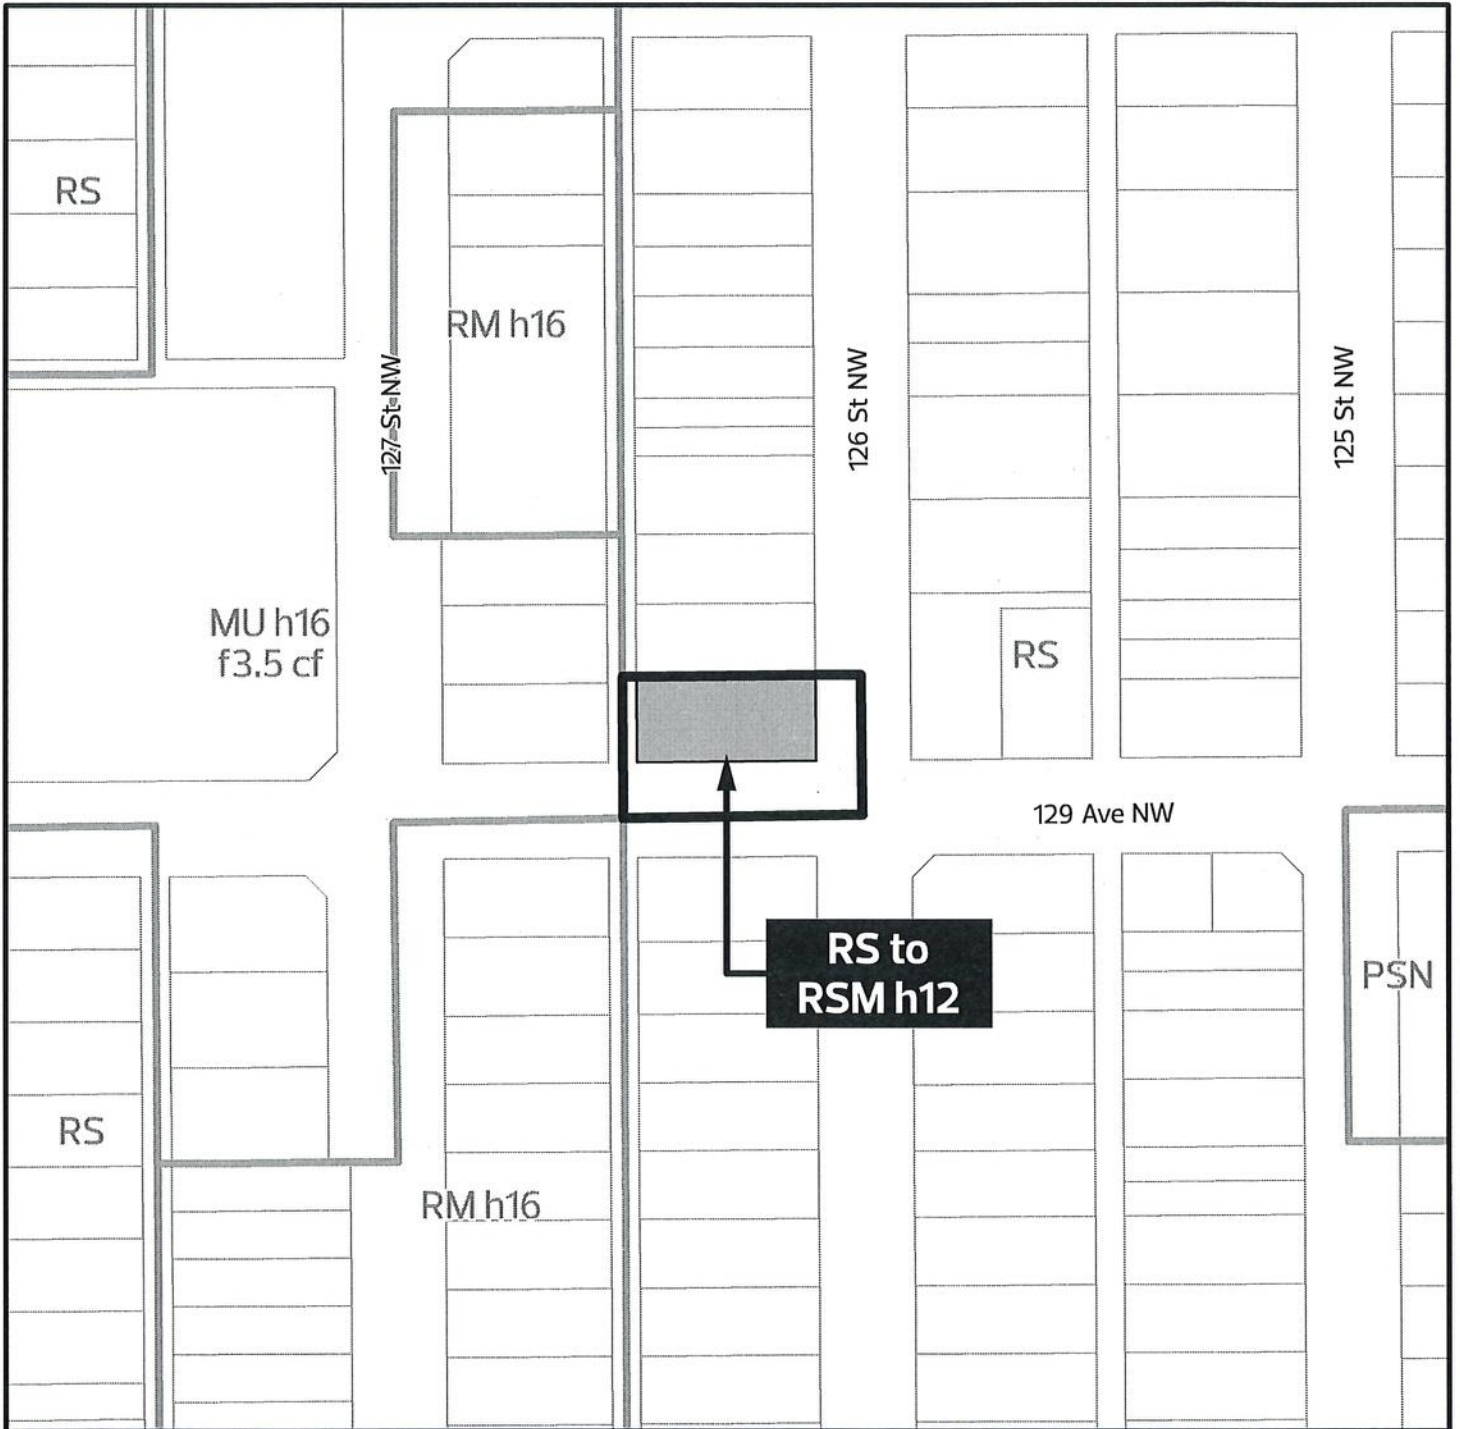 RS
RM h16
127 St NW
126 St NW
125 St NW
MU h16
f3.5 cf
RS
129 Ave NW
RS to
RSM h12
PSN
RS
RM h16